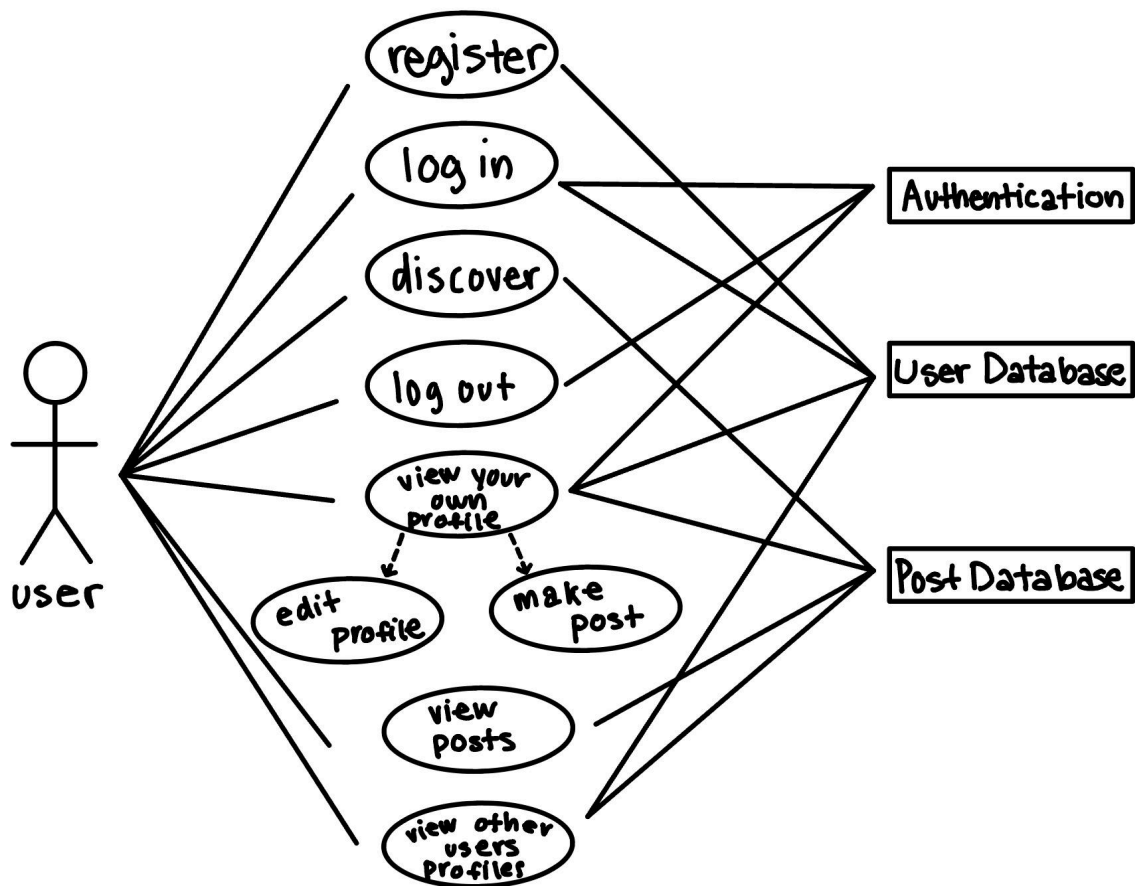 register
log in
Authentication
discover
User Database
log out
view your
own
profile
Post Database
user
edit
profile
make
post
view
posts
view other
users
profiles